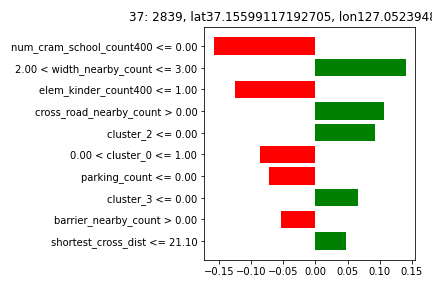 37: 2839, lat37.15599117192705, lon127.0523948
num_cram_school_count400 <= 0.00
2.00 < width_nearby_count <= 3.00
elem_kinder_count400 <= 1.00
cross_road_nearby_count > 0.00
cluster_2 <= 0.00
0.00 < cluster_0 <= 1.00
parking_count <= 0.00
cluster_3 <= 0.00
barrier_nearby_count > 0.00
shortest_cross_dist <= 21.10
−0.15 −0.10 −0.05 0.00 0.05 0.10 0.15